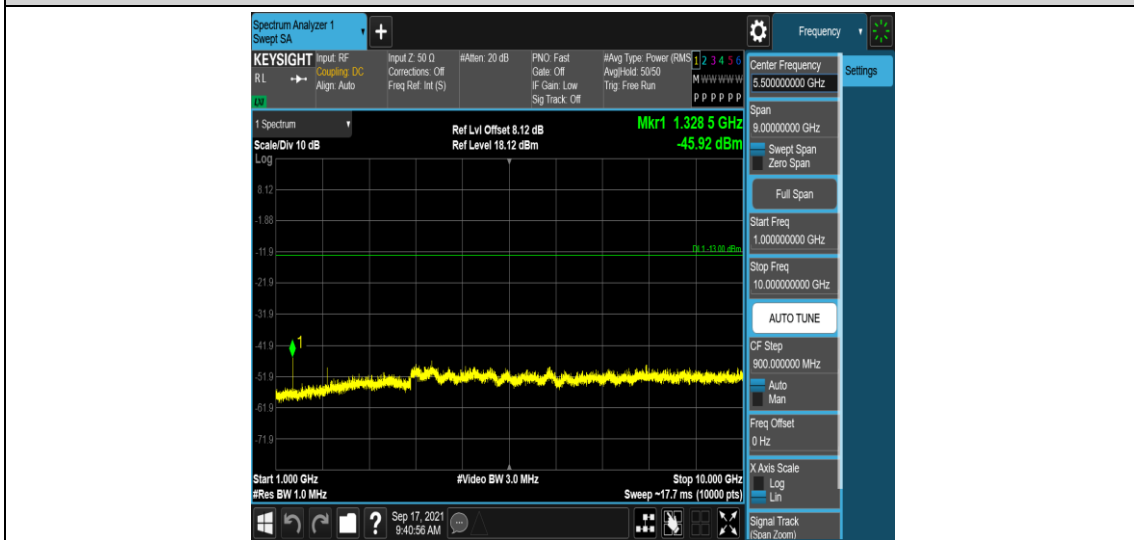 Spectrum Analyzer 1
Swept SA
Frequency
KEYSIGHT
RL
LXI
Input: RF
Coupling: DC
Align: Auto
Input Z: 50 Ω
Corrections: Off
Freq Ref: Int (S)
#Atten: 20 dB
PNO: Fast
Gate: Off
IF Gain: Low
Sig Track: Off
#Avg Type: Power (RMS
Avg|Hold: 50/50
Trig: Free Run
1 2 3 4 5 6
M W W W W W
P P P P P P
Center Frequency
5.500000000 GHz
Settings
1 Spectrum
Scale/Div 10 dB
Ref Lvl Offset 8.12 dB
Ref Level 18.12 dBm
Mkr1 1.328 5 GHz
-45.92 dBm
Log
8.12
-1.88
-11.9
-21.9
-31.9
-41.9
-51.9
-61.9
-71.9
DL1 -13.00 dBm
1
Start 1.000 GHz
#Res BW 1.0 MHz
#Video BW 3.0 MHz
Stop 10.000 GHz
Sweep ~17.7 ms (10000 pts)
Span
9.00000000 GHz
Swept Span
Zero Span
Full Span
Start Freq
1.000000000 GHz
Stop Freq
10.000000000 GHz
AUTO TUNE
CF Step
900.000000 MHz
Auto
Man
Freq Offset
0 Hz
X Axis Scale
Log
Lin
Signal Track
(Span Zoom)
?
Sep 17, 2021
9:40:56 AM